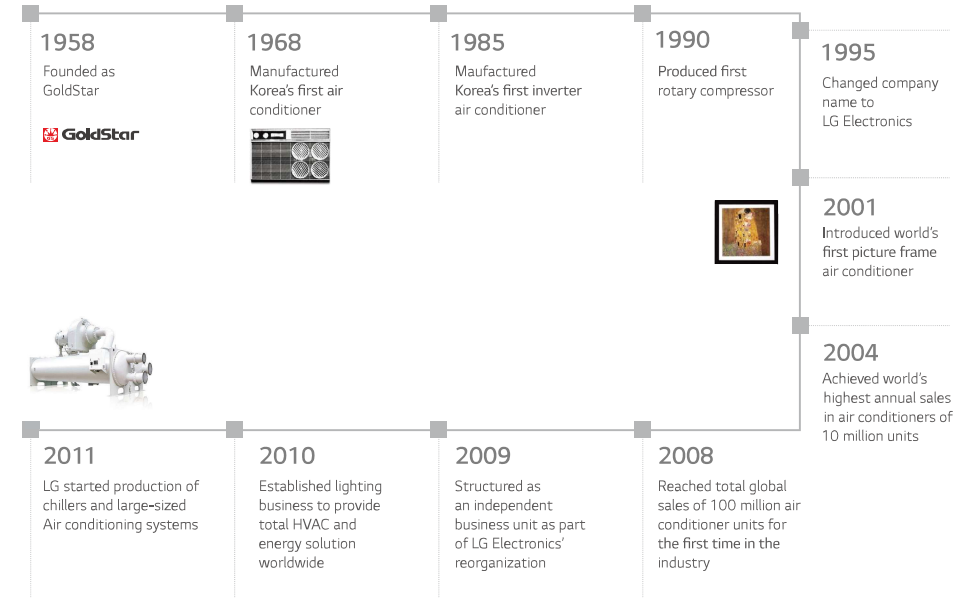 1958
Founded as
GoldStar
GoldStar
1968
Manufactured
Korea's first air
conditioner
1985
Maufactured
Korea's first inverter
air conditioner
1990
Produced first
rotary compressor
1995
Changed company
name to
LG Electronics
2001
Introduced world's
first picture frame
air conditioner
2004
Achieved world's
highest annual sales
in air conditioners of
10 million units
2008
Reached total global
sales of 100 million air
conditioner units for
the first time in the
industry
2009
Structured as
an independent
business unit as part
of LG Electronics'
reorganization
2010
Established lighting
business to provide
total HVAC and
energy solution
worldwide
2011
LG started production of
chillers and large-sized
Air conditioning systems